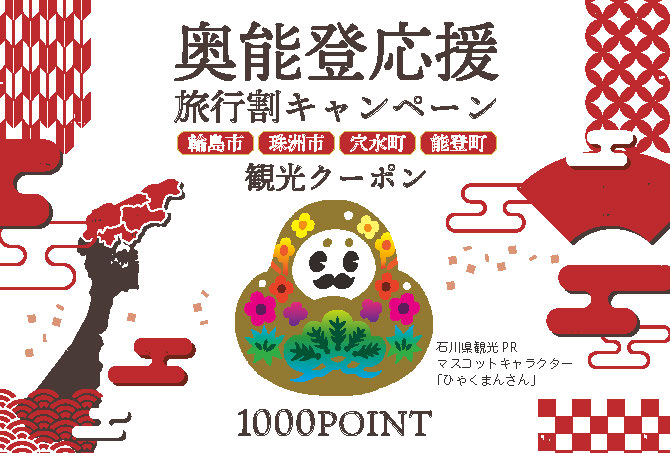 奥能登応援
旅行割キャンペーン
輪島市 珠洲市 穴水町 能登町
観光クーポン
石川県観光PR
マスコットキャラクター
「ひゃくまんさん」
1000POINT